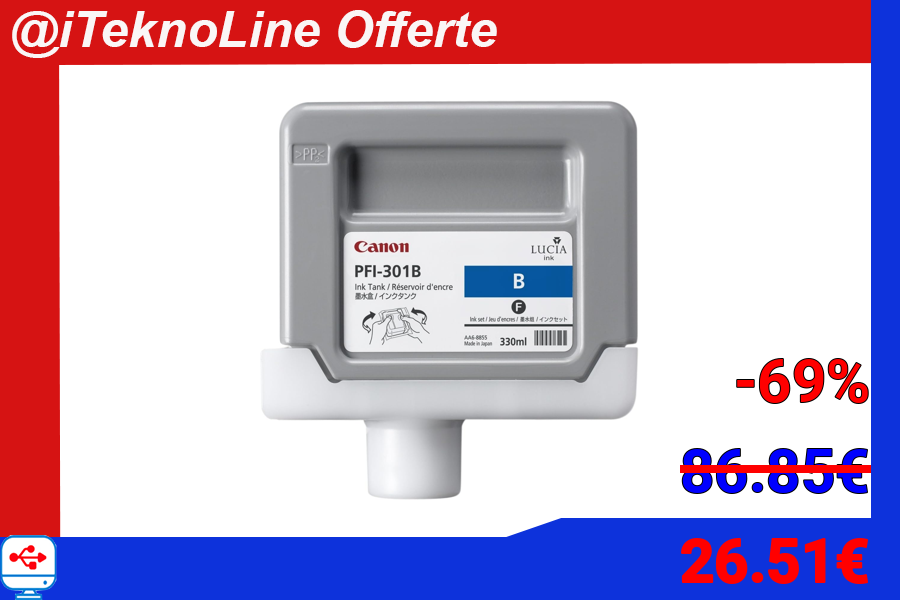 @iTeknoLine Offerte
>PP<
Canon
LUCIA
ink
PFI-301B
Ink Tank / Réservoir d'encre
墨水盒 / インクタンク
B
F
Ink set / Jeu d'encres / 墨水組 / インクセット
AA6-8855
Made in Japan
330ml
-69%
86.85€
26.51€